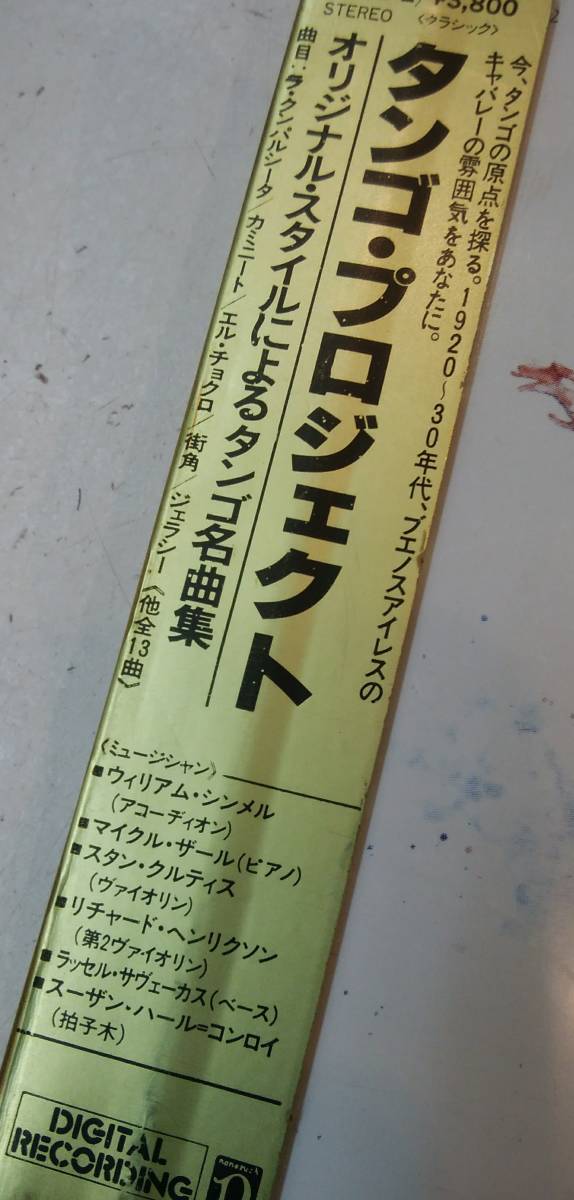 ¥3,800
STEREO 〈クラシック〉
今、タンゴの原点を探る。1920～30年代、ブエノスアイレスの
キャバレーの雰囲気をあなたに。
タンゴ・プロジェクト
オリジナル・スタイルによるタンゴ名曲集
曲目：ラ・クンパルシータ/カミニート/エル・チョクロ/街角/ジェラシー《他全13曲》
《ミュージシャン》
■ウィリアム・シンメル
(アコーディオン)
■マイクル・ザール(ピアノ)
■スタン・クルティス
(ヴァイオリン)
■リチャード・ヘンリクソン
(第2ヴァイオリン)
■ラッセル・サヴェーカス(ベース)
■スーザン・ハール=コンロイ
(拍子木)
DIGITAL
RECORDING
nonesuch